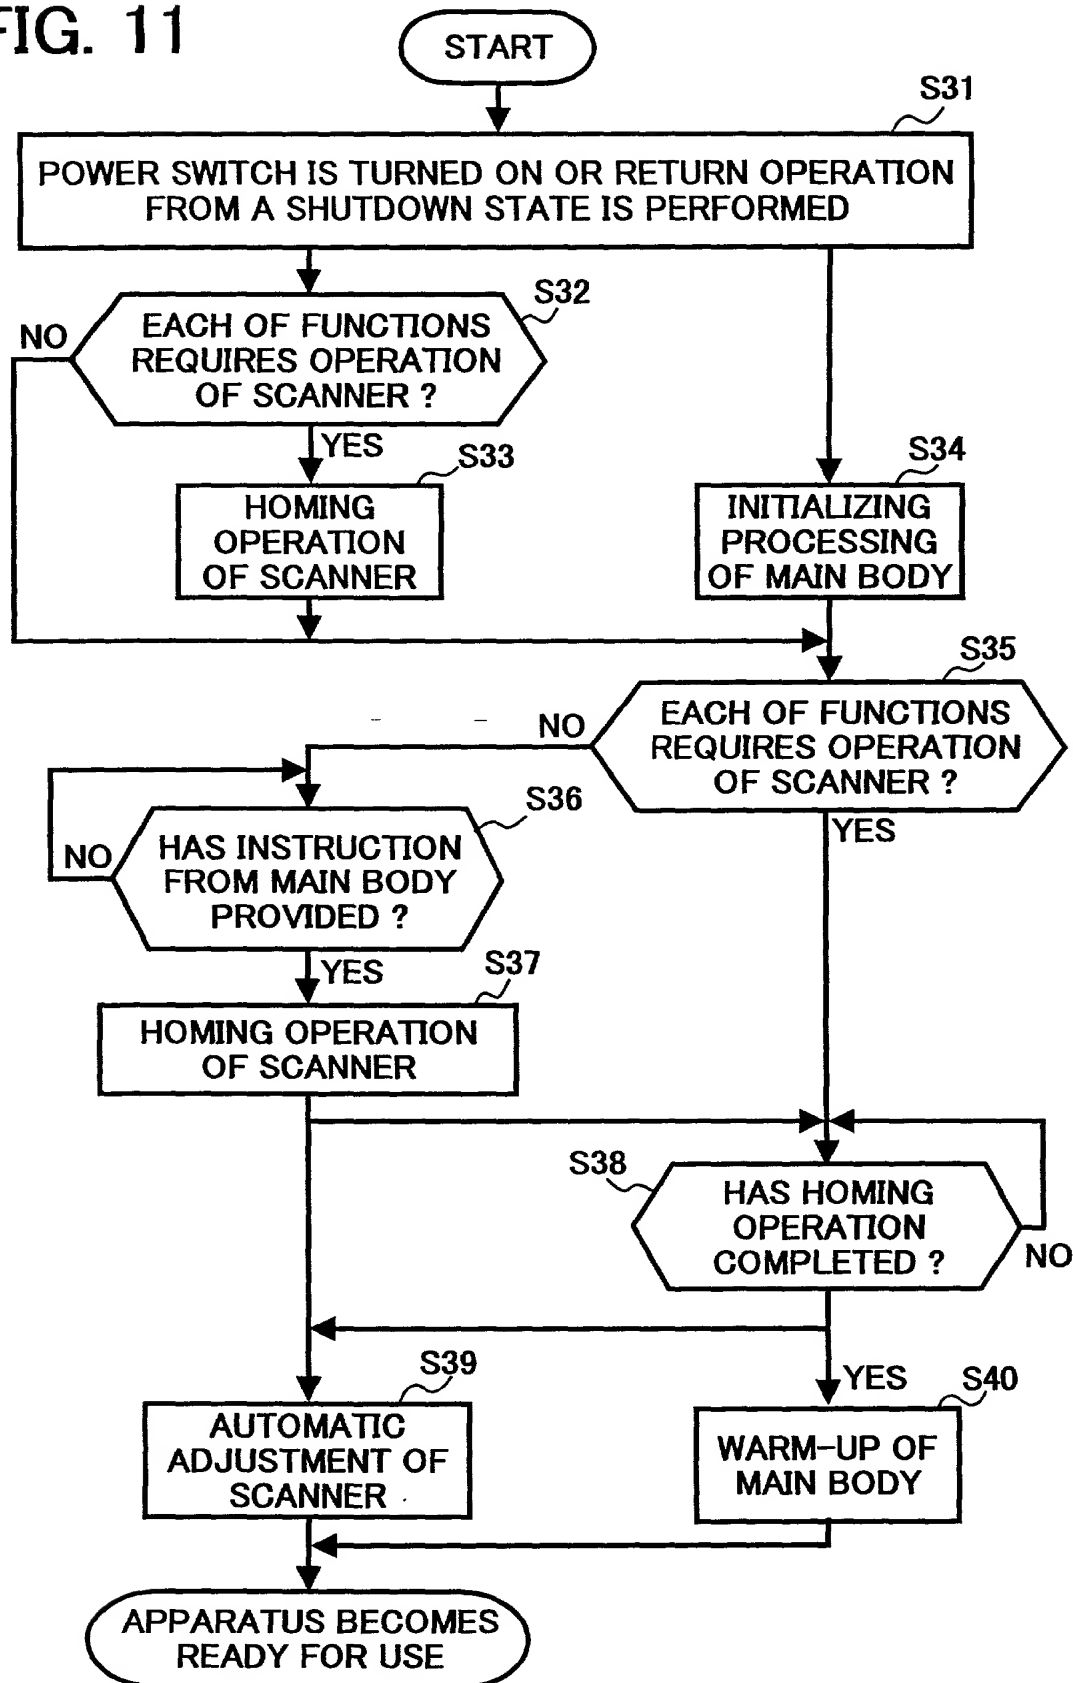 FIG. 11
START
S31
POWER SWITCH IS TURNED ON OR RETURN OPERATION
FROM A SHUTDOWN STATE IS PERFORMED
S32
NO
EACH OF FUNCTIONS
REQUIRES OPERATION
OF SCANNER ?
YES
S33
HOMING
OPERATION
OF SCANNER
S34
INITIALIZING
PROCESSING
OF MAIN BODY
S35
NO
EACH OF FUNCTIONS
REQUIRES OPERATION
OF SCANNER ?
YES
S36
NO
HAS INSTRUCTION
FROM MAIN BODY
PROVIDED ?
YES
S37
HOMING OPERATION
OF SCANNER
S38
HAS HOMING
OPERATION
COMPLETED ?
NO
YES
S39
AUTOMATIC
ADJUSTMENT OF
SCANNER
S40
WARM-UP OF
MAIN BODY
APPARATUS BECOMES
READY FOR USE